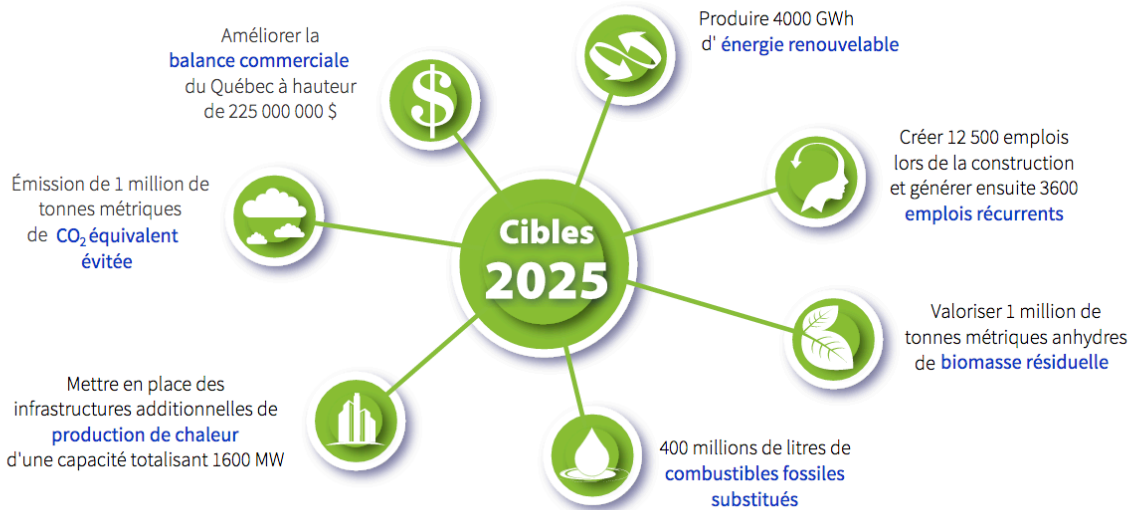 Cibles
2025
Produire 4000 GWh
d' énergie renouvelable
Créer 12 500 emplois
lors de la construction
et générer ensuite 3600
emplois récurrents
Valoriser 1 million de
tonnes métriques anhydres
de biomasse résiduelle
400 millions de litres de
combustibles fossiles
substitués
Mettre en place des
infrastructures additionnelles de
production de chaleur
d'une capacité totalisant 1600 MW
Émission de 1 million de
tonnes métriques
de CO₂ équivalent
évitée
Améliorer la
balance commerciale
du Québec à hauteur
de 225 000 000 $
$